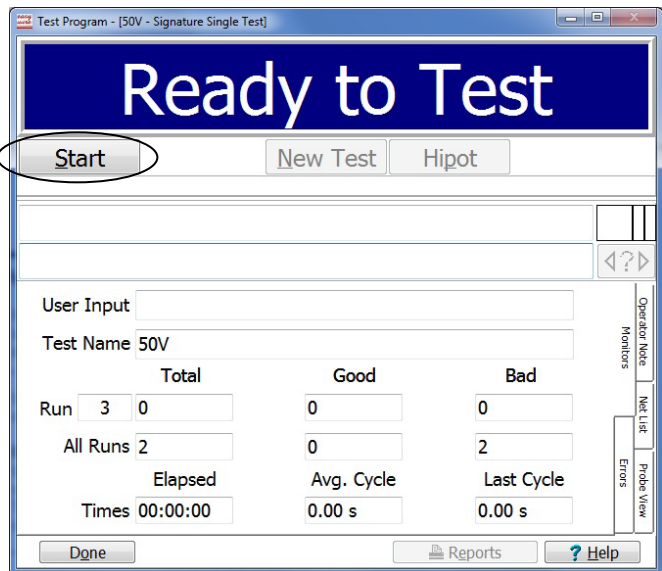 Test Program - [50V - Signature Single Test]
Ready to Test
Start New Test Hipot
?
User Input
Test Name 50V
Total Good Bad
Run 3 0 0 0
All Runs 2 0 2
Elapsed Avg. Cycle Last Cycle
Times 00:00:00 0.00 s 0.00 s
Operator Note
Monitors
Net List
Errors
Probe View
Done Reports ? Help